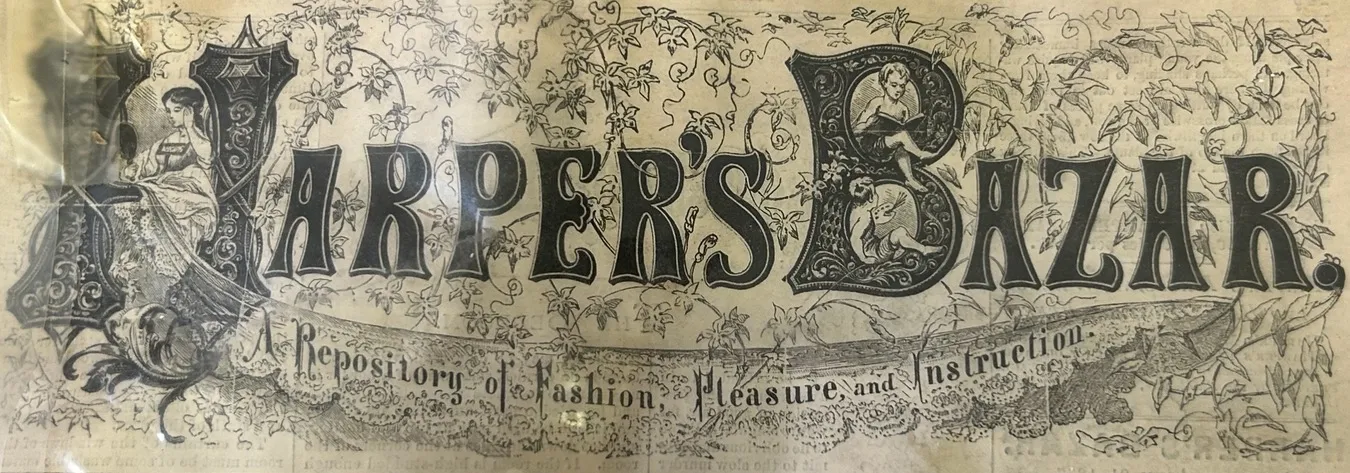 HARPER'S BAZAR.
A Repository of Fashion, Pleasure, and Instruction.